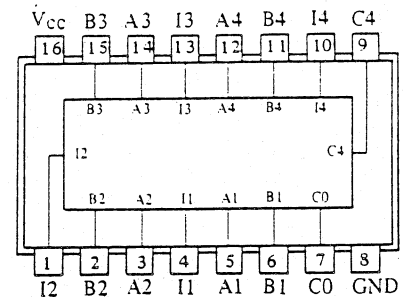 Vcc B3 A3 I3 A4 B4 I4 C4
16 15 14 13 12 11 10 9
B3 A3 I3 A4 B4 I4
I2 C4
B2 A2 I1 A1 B1 C0
1 2 3 4 5 6 7 8
I2 B2 A2 I1 A1 B1 C0 GND